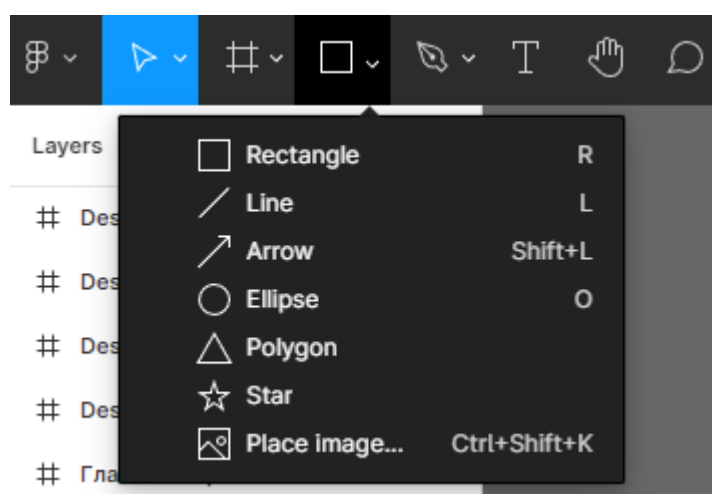 T
Layers
Rectangle R
Des
Line L
Arrow Shift+L
Des
Ellipse O
Des
Polygon
Star
Des
Place image... Ctrl+Shift+K
Гла